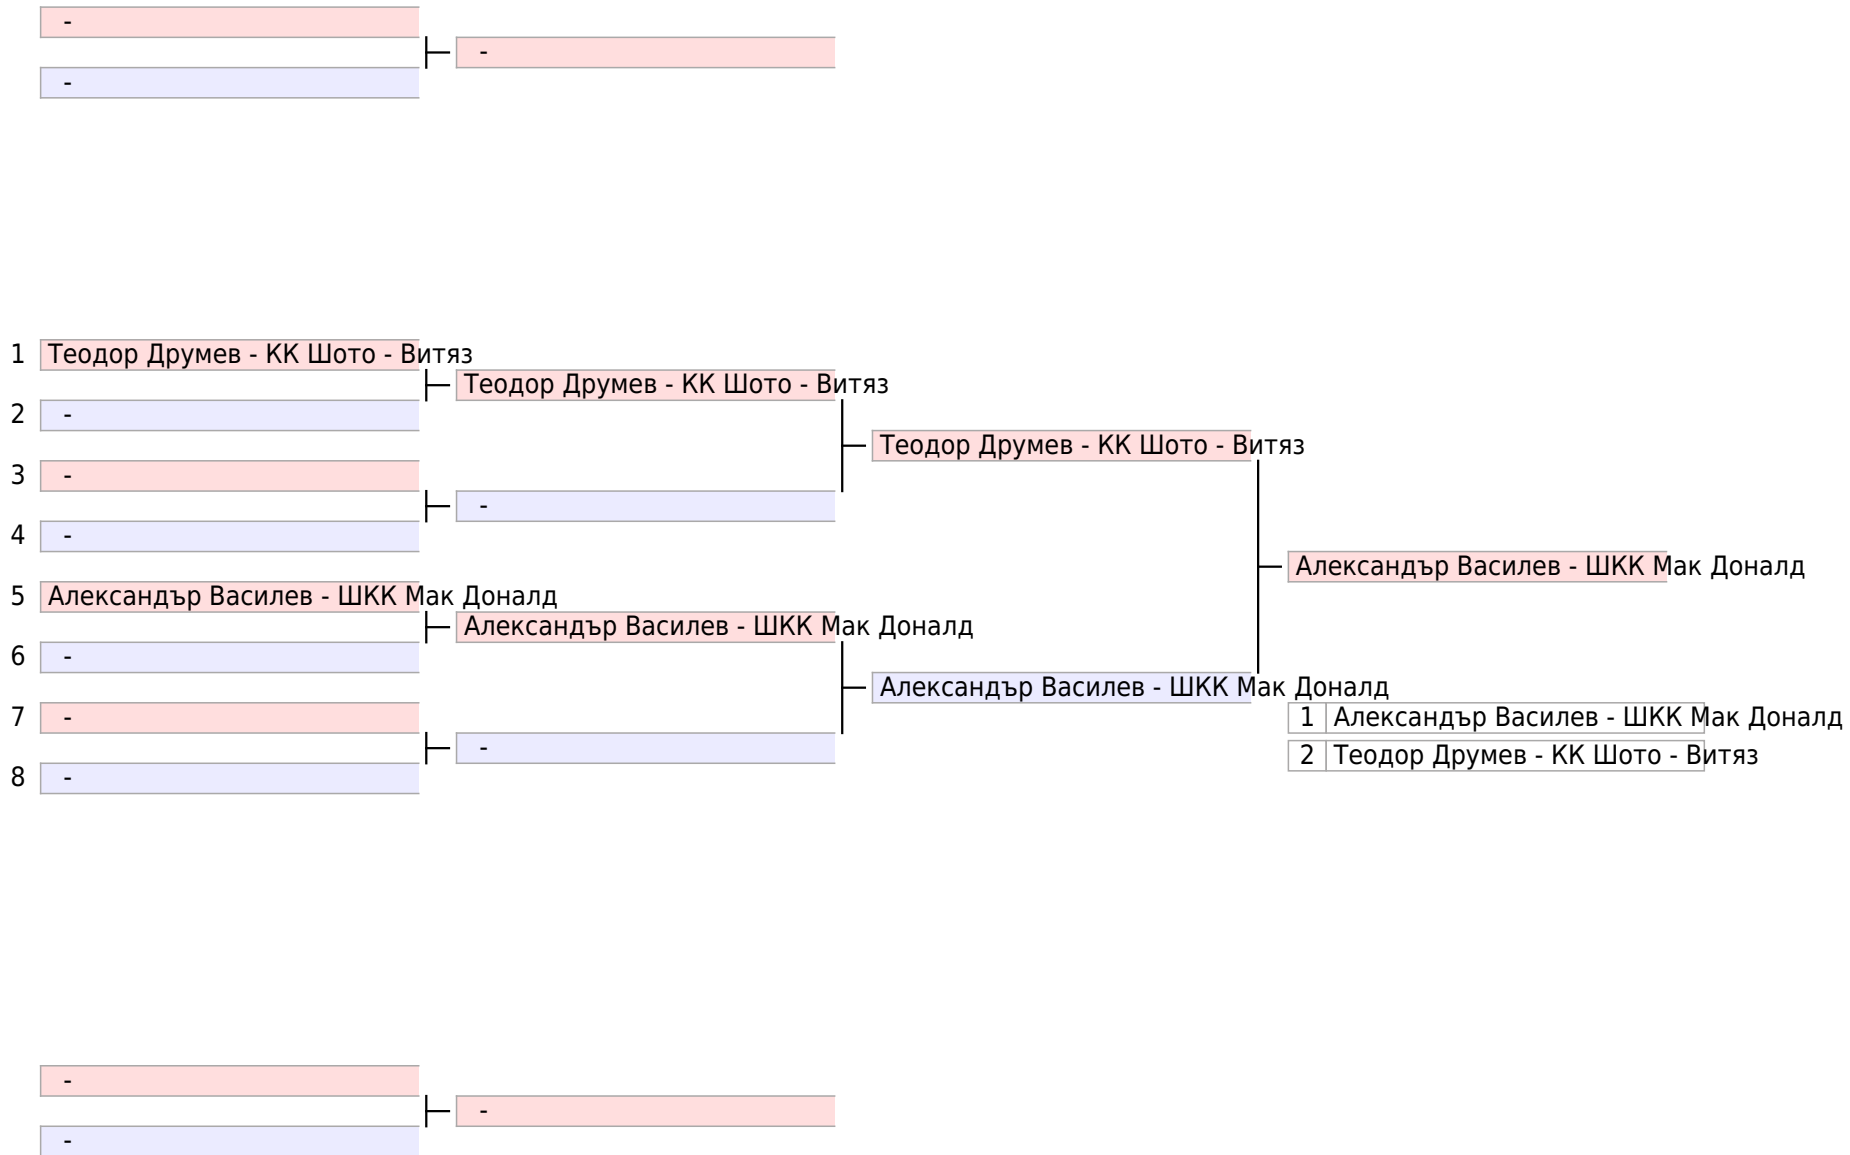 -
-
-
1 Теодор Друмев - КК Шото - Витяз
Теодор Друмев - КК Шото - Витяз
2 -
Теодор Друмев - КК Шото - Витяз
3 -
-
4 -
Александър Василев - ШКК Мак Доналд
5 Александър Василев - ШКК Мак Доналд
Александър Василев - ШКК Мак Доналд
6 -
Александър Василев - ШКК Мак Доналд
7 -
1 Александър Василев - ШКК Мак Доналд
-
2 Теодор Друмев - КК Шото - Витяз
8 -
-
-
-